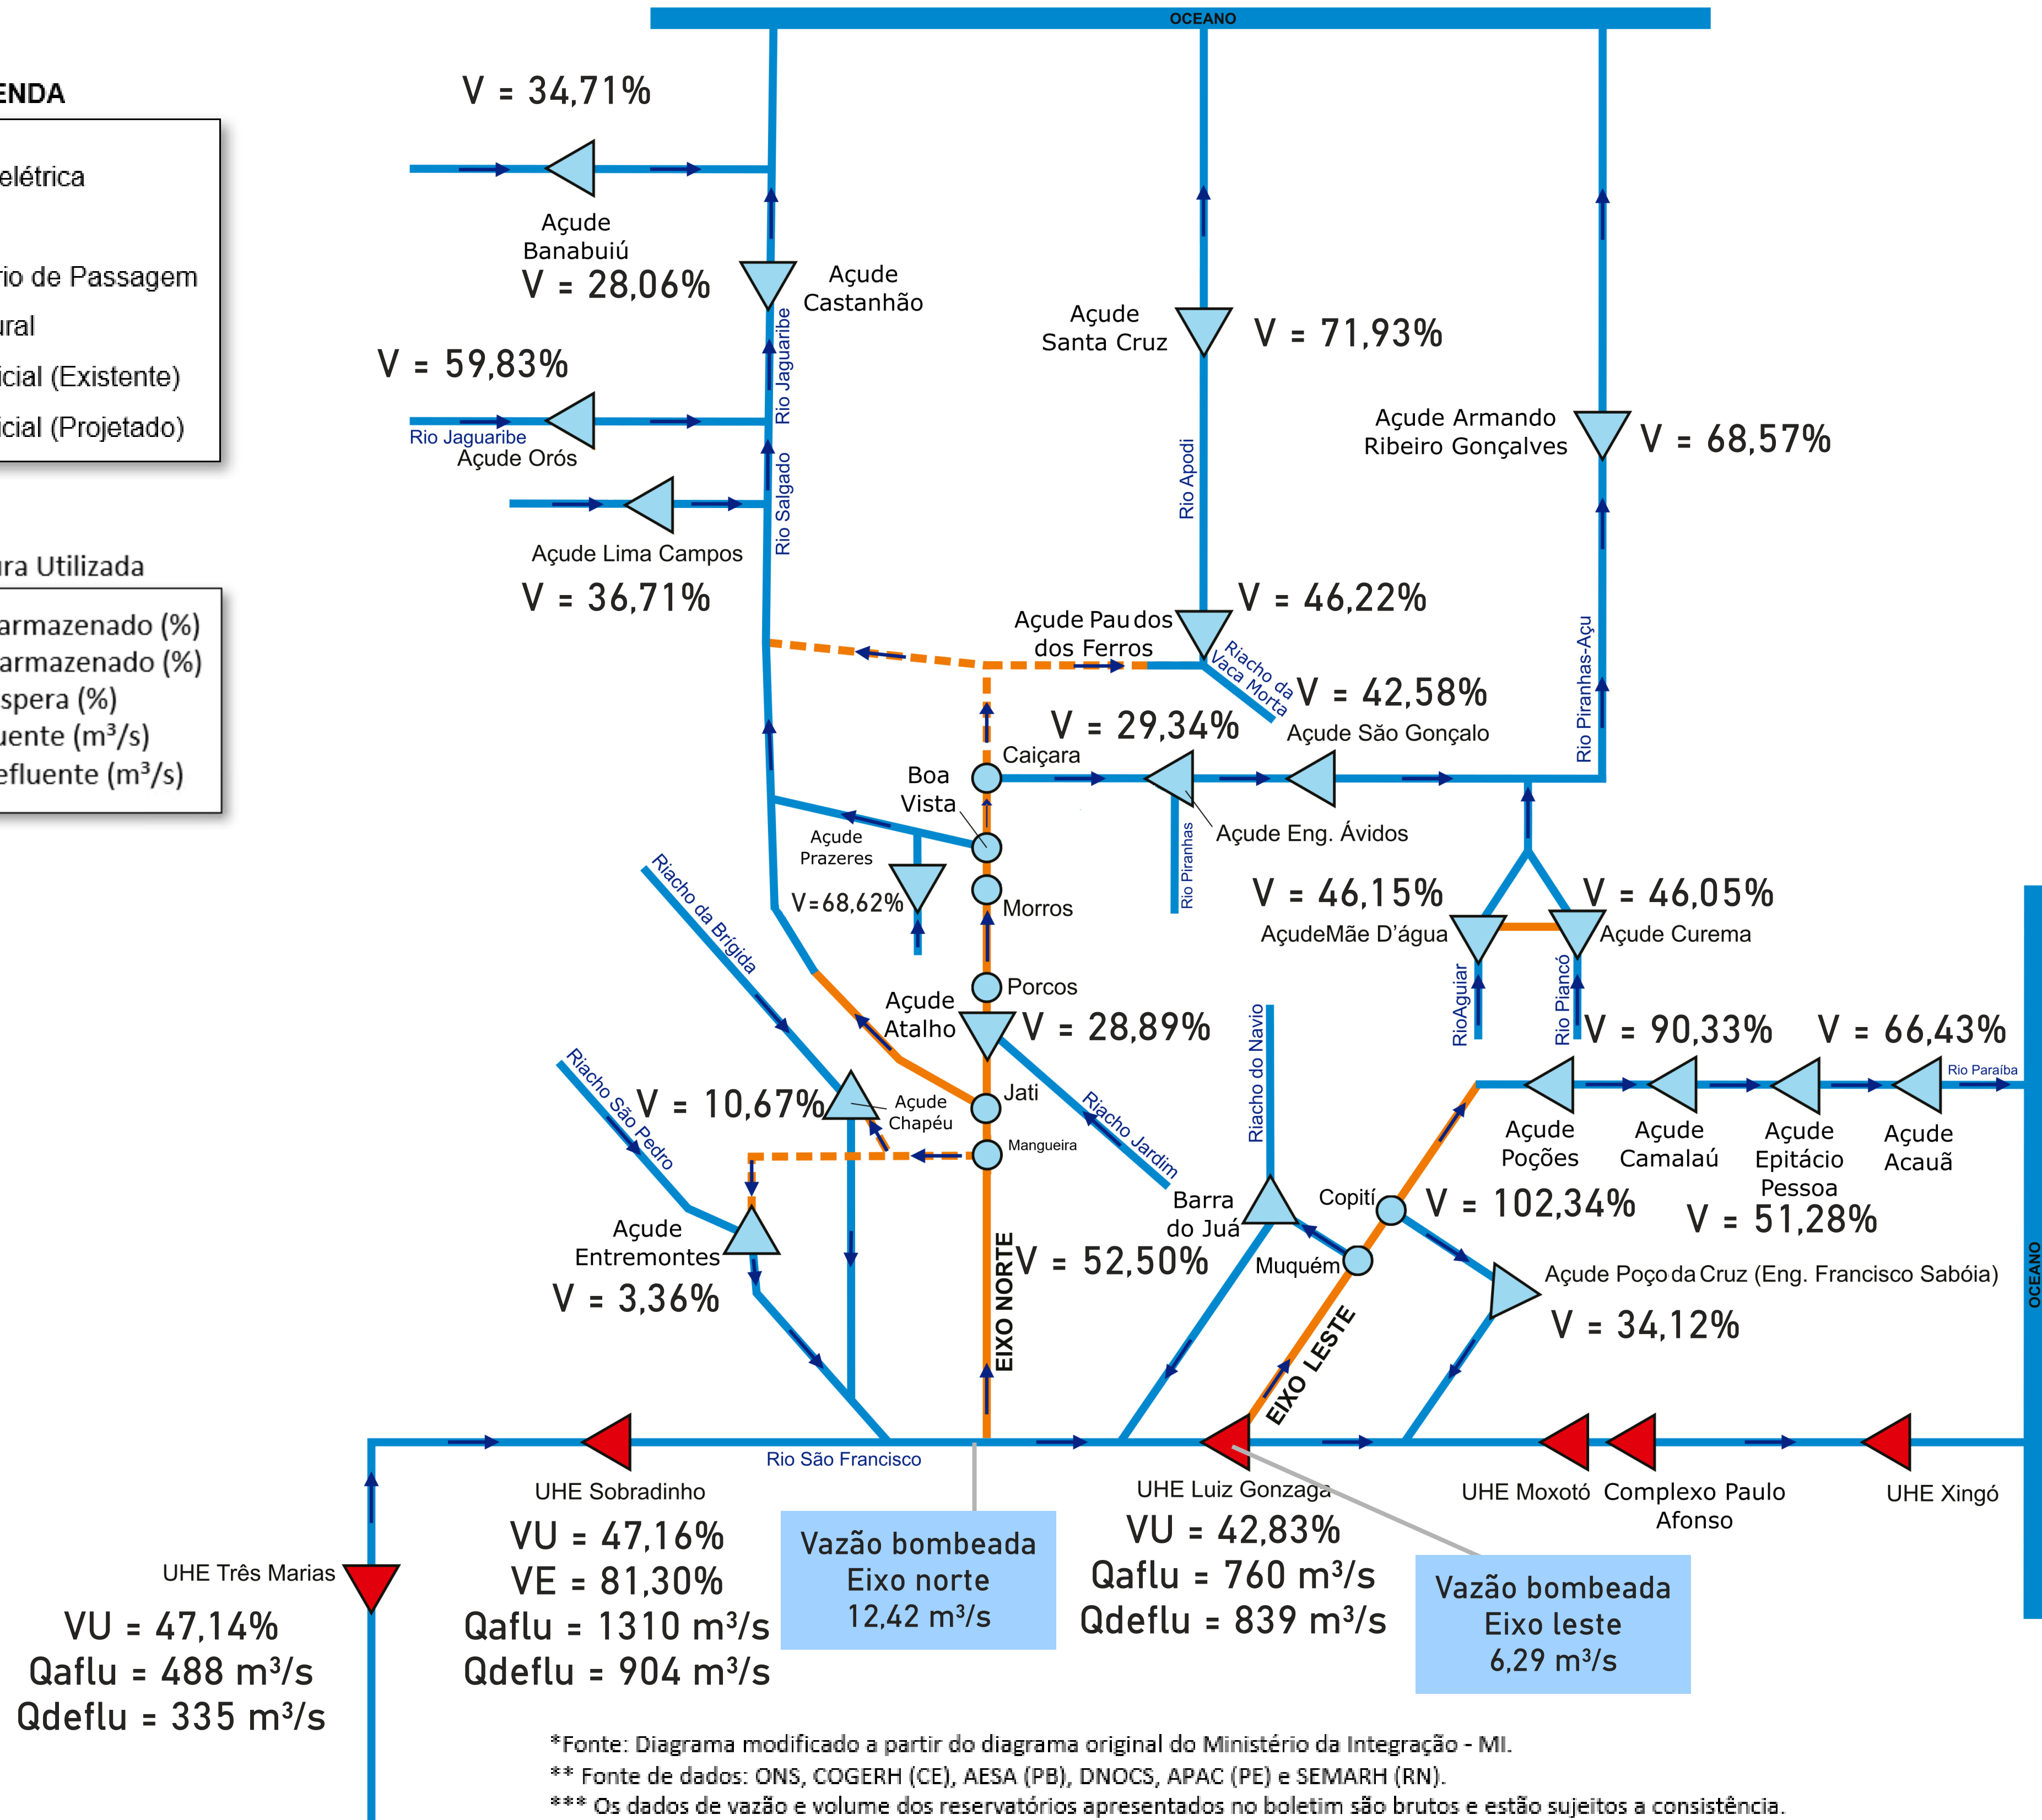 OCEANO
ENDA
elétrica
rio de Passagem
ural
icial (Existente)
icial (Projetado)
ura Utilizada
armazenado (%)
armazenado (%)
spera (%)
uente (m³/s)
efluente (m³/s)
V = 34,71%
Açude
Banabuiú
V = 28,06%
Açude
Castanhão
Rio Jaguaribe
V = 59,83%
Rio Jaguaribe
Açude Orós
Rio Salgado
Açude Lima Campos
V = 36,71%
Açude
Santa Cruz
V = 71,93%
Rio Apodi
Açude Armando
Ribeiro Gonçalves
V = 68,57%
Rio Piranhas-Açu
V = 46,22%
Açude Pau dos
dos Ferros
Riacho da
Vaca Morta
V = 42,58%
Açude São Gonçalo
V = 29,34%
Caiçara
Boa
Vista
Açude Eng. Ávidos
Rio Piranhas
Açude
Prazeres
V=68,62%
Morros
Porcos
V = 46,15%
AçudeMãe D'água
V = 46,05%
Açude Curema
RioAguiar
Rio Piancó
Riacho da Brígida
Açude
Atalho
V = 28,89%
Riacho São Pedro
V = 10,67%
Açude
Chapéu
Jati
Mangueira
Riacho Jardim
Riacho do Navio
V = 90,33%
V = 66,43%
Rio Paraíba
Açude
Poções
Açude
Camalaú
Açude
Epitácio
Pessoa
Açude
Acauã
V = 102,34%
V = 51,28%
Barra
do Juá
Copití
V = 52,50%
Muquém
Açude
Entremontes
V = 3,36%
EIXO NORTE
EIXO LESTE
Açude Poço da Cruz (Eng. Francisco Sabóia)
V = 34,12%
OCEANO
Rio São Francisco
UHE Sobradinho
VU = 47,16%
VE = 81,30%
Qaflu = 1310 m³/s
Qdeflu = 904 m³/s
Vazão bombeada
Eixo norte
12,42 m³/s
UHE Luiz Gonzaga
VU = 42,83%
Qaflu = 760 m³/s
Qdeflu = 839 m³/s
Vazão bombeada
Eixo leste
6,29 m³/s
UHE Moxotó
Complexo Paulo
Afonso
UHE Xingó
UHE Três Marias
VU = 47,14%
Qaflu = 488 m³/s
Qdeflu = 335 m³/s
*Fonte: Diagrama modificado a partir do diagrama original do Ministério da Integração - MI.
** Fonte de dados: ONS, COGERH (CE), AESA (PB), DNOCS, APAC (PE) e SEMARH (RN).
*** Os dados de vazão e volume dos reservatórios apresentados no boletim são brutos e estão sujeitos a consistência.